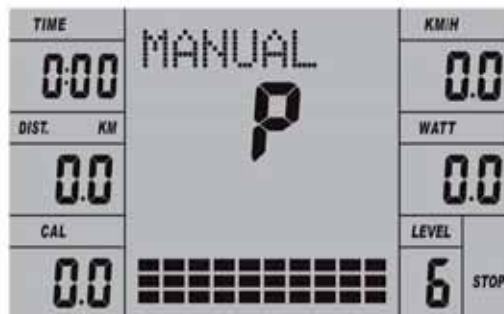 TIME
0:00
DIST. KM
0.0
CAL
0.0
MANUAL
P
KM/H
0.0
WATT
0.0
LEVEL
6
STOP